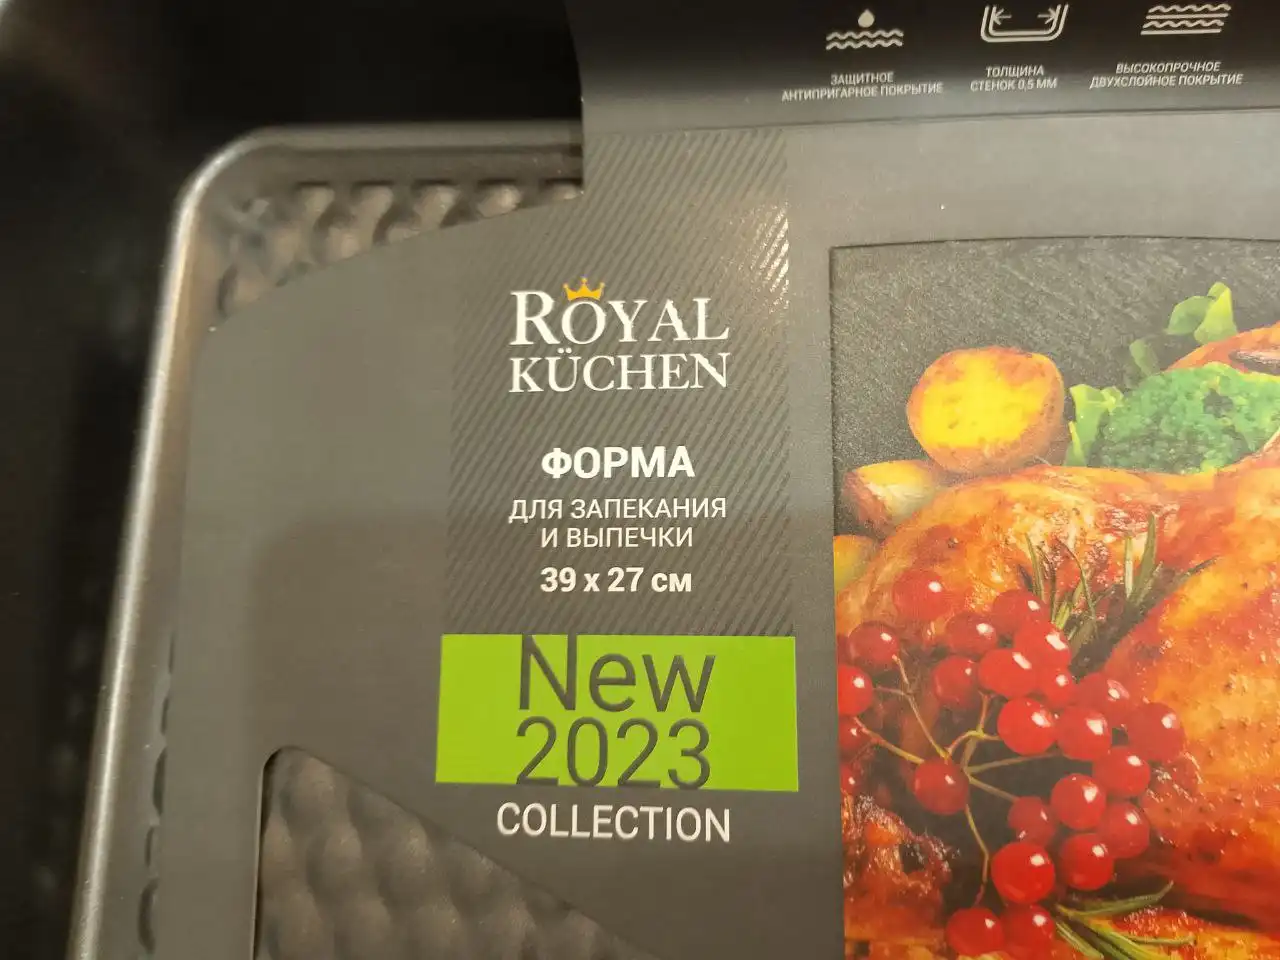 ЗАЩИТНОЕ
АНТИПРИГАРНОЕ ПОКРЫТИЕ
ТОЛЩИНА
СТЕНОК 0,5 ММ
ВЫСОКОПРОЧНОЕ
ДВУХСЛОЙНОЕ ПОКРЫТИЕ
ROYAL
KÜCHEN
ФОРМА
ДЛЯ ЗАПЕКАНИЯ
И ВЫПЕЧКИ
39 x 27 см
New
2023
COLLECTION